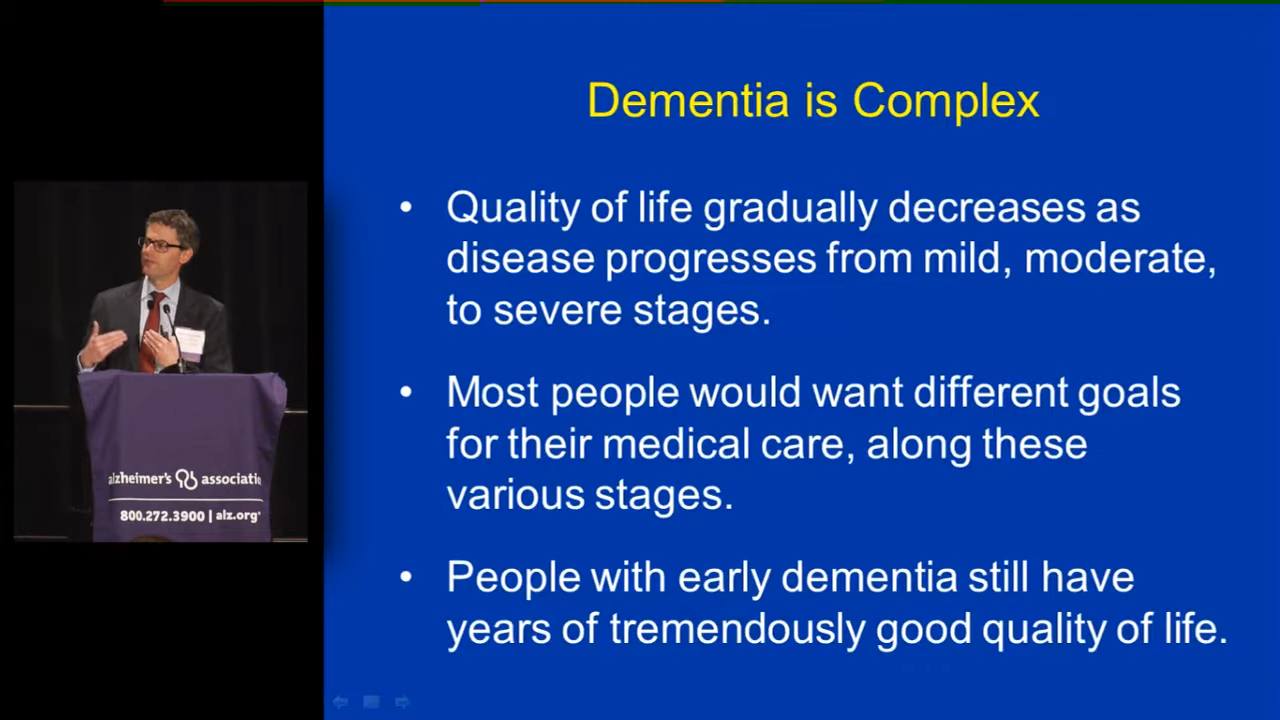 Dementia is Complex
• Quality of life gradually decreases as
disease progresses from mild, moderate,
to severe stages.
• Most people would want different goals
for their medical care, along these
various stages.
• People with early dementia still have
years of tremendously good quality of life.
alzheimer's associatio
800.272.3900 | alz.org®